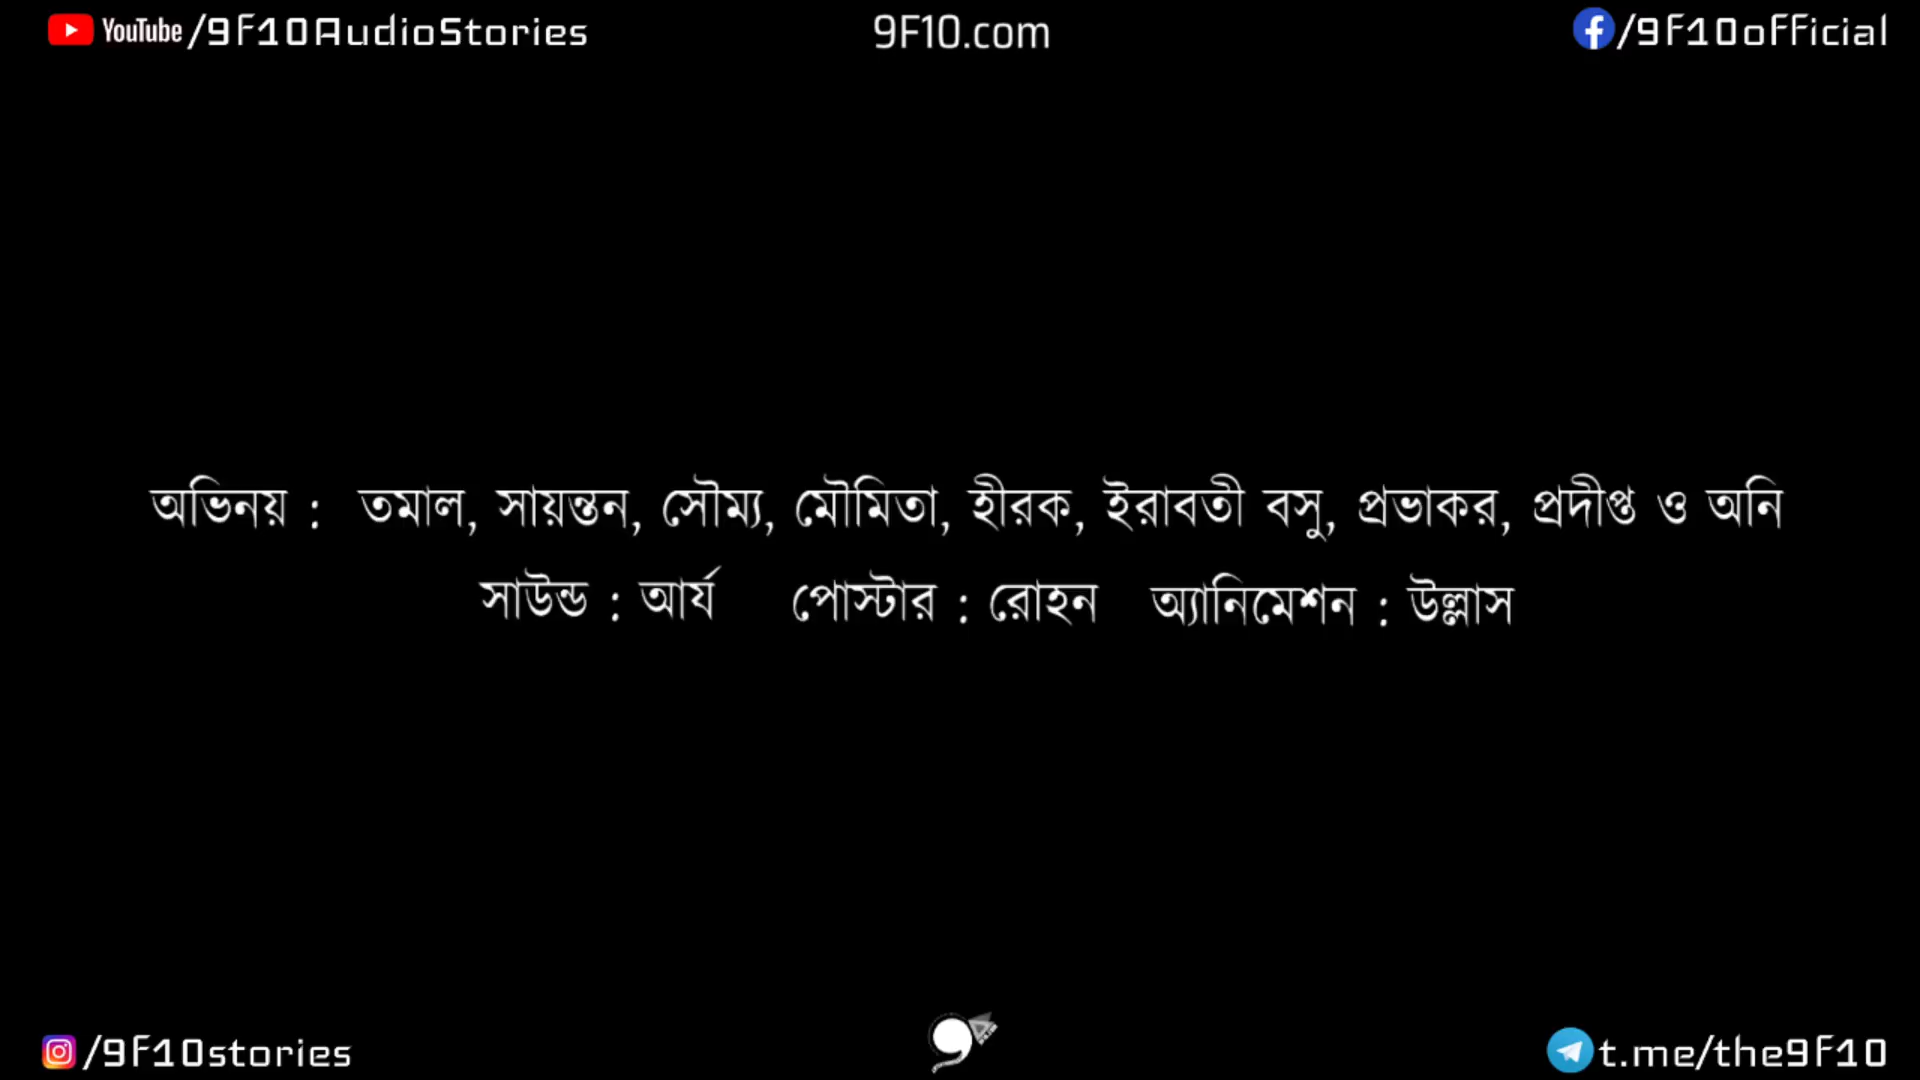 YouTube /9F10AudioStories
9F10.com
/9F10official
অভিনয় : তমাল, সায়ন্তন, সৌম্য, মৌমিতা, হীরক, ইরাবতী বসু, প্রভাকর, প্রদীপ্ত ও অনি
সাউন্ড : আর্য পোস্টার : রোহন অ্যানিমেশন : উল্লাস
/9F10stories
t.me/the9F10